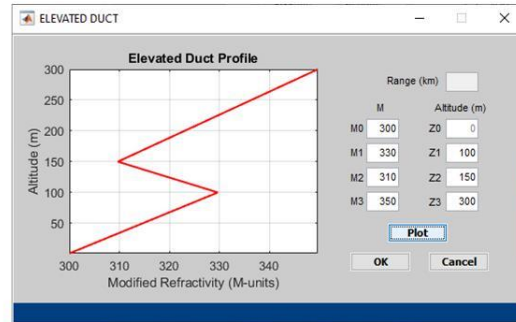 ELEVATED DUCT
Elevated Duct Profile
300
250
200
150
100
50
Altitude (m)
300 310 320 330 340
Modified Refractivity (M-units)
Range (km)
M Altitude (m)
M0 300 Z0 0
M1 330 Z1 100
M2 310 Z2 150
M3 350 Z3 300
Plot
OK Cancel